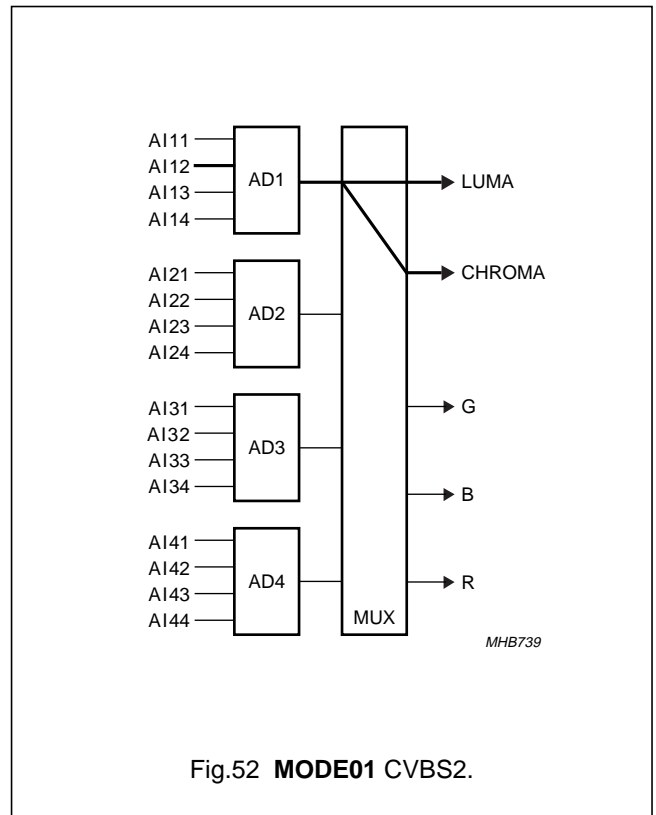 AI11
AI12
AI13
AI14
AD1
LUMA
CHROMA
AI21
AI22
AI23
AI24
AD2
AI31
AI32
AI33
AI34
AD3
G
B
AI41
AI42
AI43
AI44
AD4
R
MUX
MHB739
Fig.52 MODE01 CVBS2.